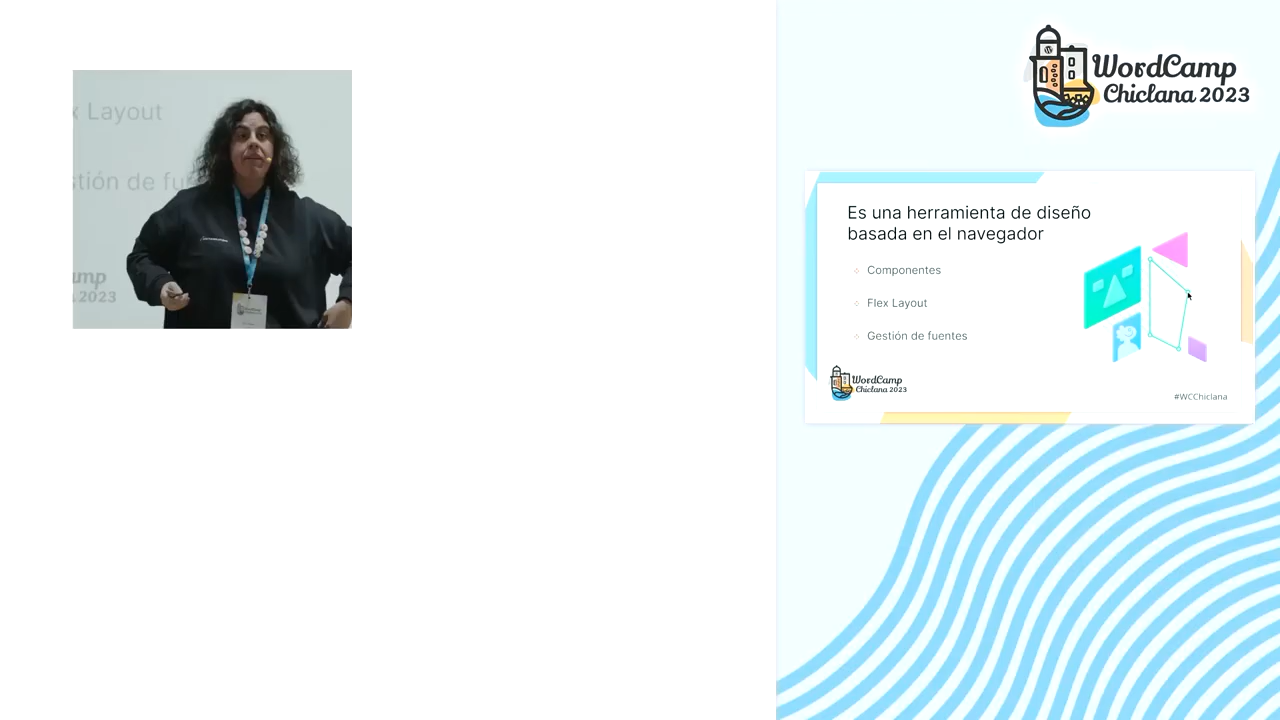 x Layout
stión de fu
mp
2023
WordCamp
Chiclana 2023
Es una herramienta de diseño
basada en el navegador
Componentes
Flex Layout
Gestión de fuentes
WordCamp
Chiclana 2023
#WCChiclana